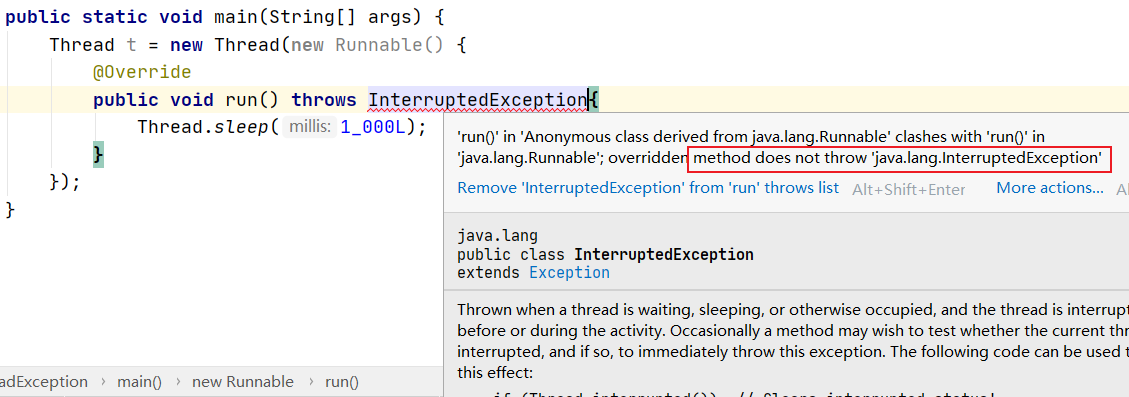 public static void main(String[] args) {
Thread t = new Thread(new Runnable() {
@Override
public void run() throws InterruptedException{
Thread.sleep( millis: 1_000L);
}
});
}
'run()' in 'Anonymous class derived from java.lang.Runnable' clashes with 'run()' in
'java.lang.Runnable'; overridden method does not throw 'java.lang.InterruptedException'
Remove 'InterruptedException' from 'run' throws list Alt+Shift+Enter More actions...
java.lang
public class InterruptedException
extends Exception
Thrown when a thread is waiting, sleeping, or otherwise occupied, and the thread is interrupt
before or during the activity. Occasionally a method may wish to test whether the current thr
interrupted, and if so, to immediately throw this exception. The following code can be used t
this effect:
adException › main() › new Runnable › run()